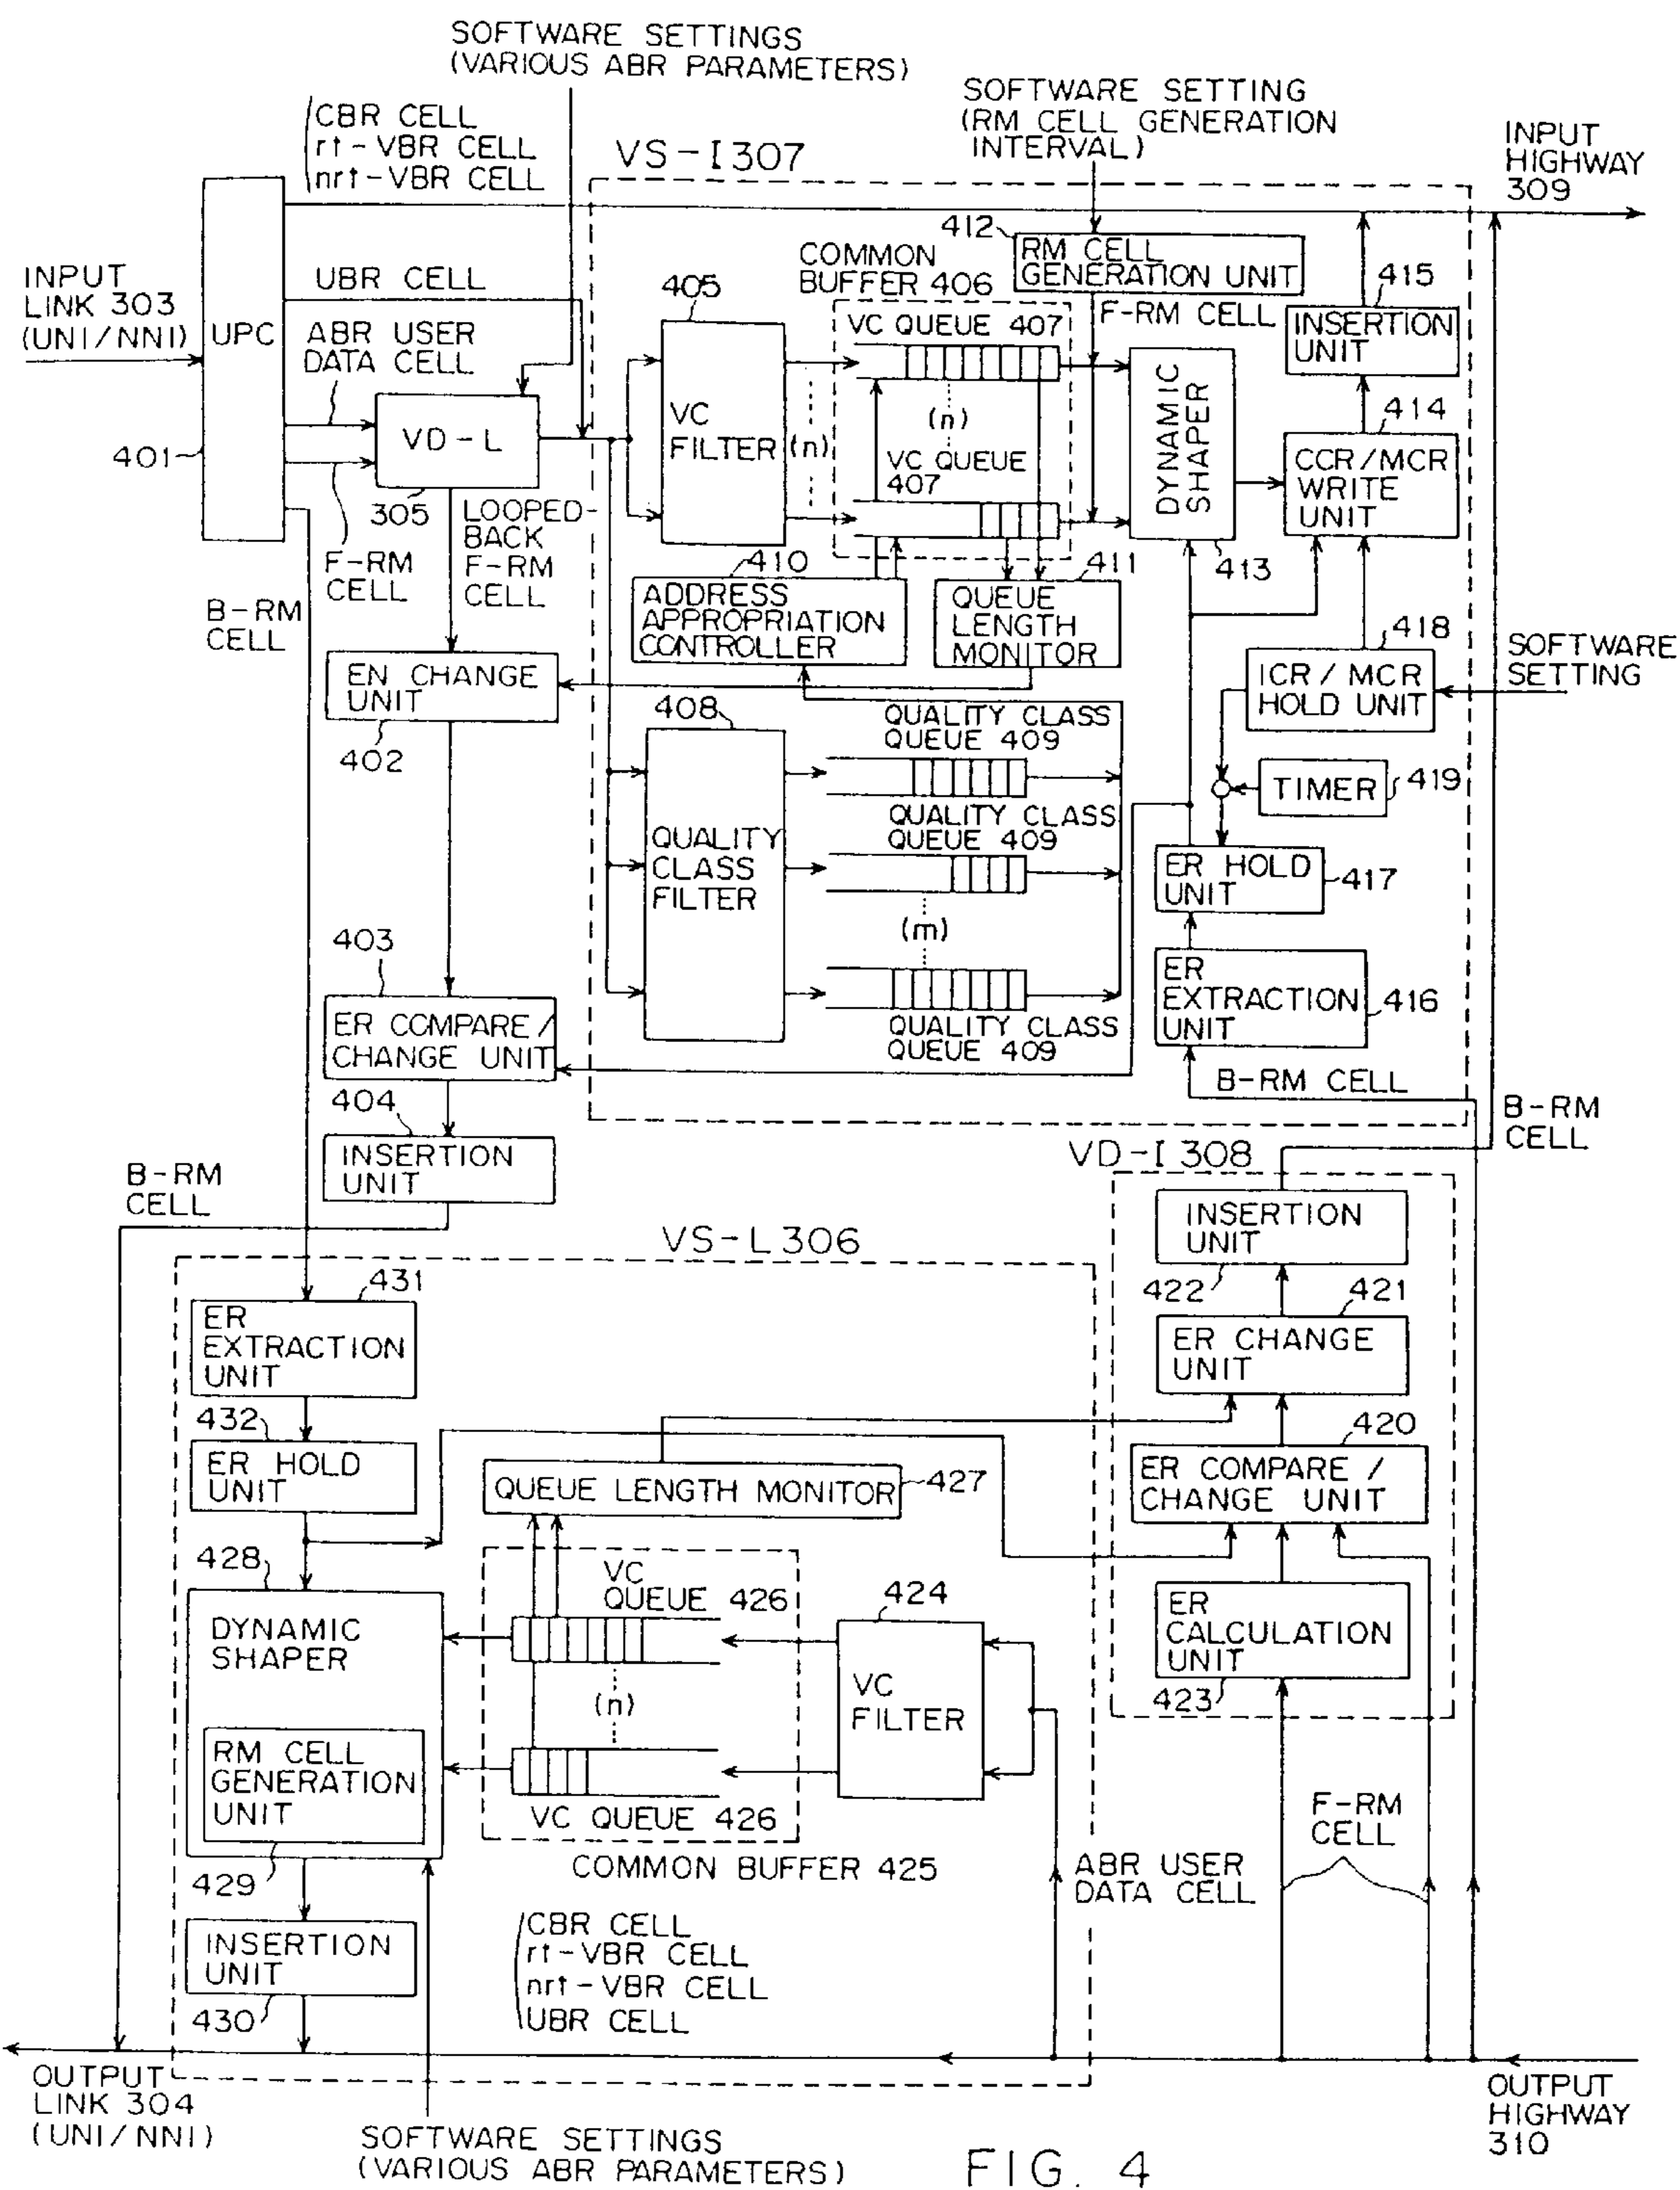 SOFTWARE SETTINGS
(VARIOUS ABR PARAMETERS)
SOFTWARE SETTING
(RM CELL GENERATION
INTERVAL)
CBR CELL
rt-VBR CELL
nrt-VBR CELL
VS-I307
INPUT
HIGHWAY
309
412
RM CELL
GENERATION UNIT
INPUT
LINK 303
(UNI/NNI)
UPC
401
UBR CELL
ABR USER
DATA CELL
VD-L
305
F-RM
CELL
LOOPED-
BACK
F-RM
CELL
B-RM
CELL
405
VC
FILTER
(n)
COMMON
BUFFER 406
VC QUEUE 407
(n)
VC QUEUE
407
F-RM CELL
DYNAMIC
SHAPER
413
415
INSERTION
UNIT
414
CCR/MCR
WRITE
UNIT
410
ADDRESS
APPROPRIATION
CONTROLLER
411
QUEUE
LENGTH
MONITOR
418
ICR/MCR
HOLD UNIT
SOFTWARE
SETTING
EN CHANGE
UNIT
402
408
QUALITY
CLASS
FILTER
QUALITY CLASS
QUEUE 409
QUALITY CLASS
QUEUE 409
(m)
QUALITY CLASS
QUEUE 409
TIMER
419
ER HOLD
UNIT
417
ER
EXTRACTION
UNIT
416
B-RM CELL
403
ER COMPARE/
CHANGE UNIT
404
INSERTION
UNIT
B-RM
CELL
B-RM
CELL
VD-I308
INSERTION
UNIT
422
421
ER CHANGE
UNIT
420
ER COMPARE/
CHANGE UNIT
ER
CALCULATION
UNIT
423
VS-L306
431
ER
EXTRACTION
UNIT
432
ER HOLD
UNIT
QUEUE LENGTH MONITOR
427
428
DYNAMIC
SHAPER
RM CELL
GENERATION
UNIT
429
VC
QUEUE 426
(n)
VC QUEUE 426
COMMON BUFFER 425
424
VC
FILTER
F-RM
CELL
ABR USER
DATA CELL
INSERTION
UNIT
430
CBR CELL
rt-VBR CELL
nrt-VBR CELL
UBR CELL
OUTPUT
LINK 304
(UNI/NNI)
OUTPUT
HIGHWAY
310
SOFTWARE SETTINGS
(VARIOUS ABR PARAMETERS)
FIG. 4